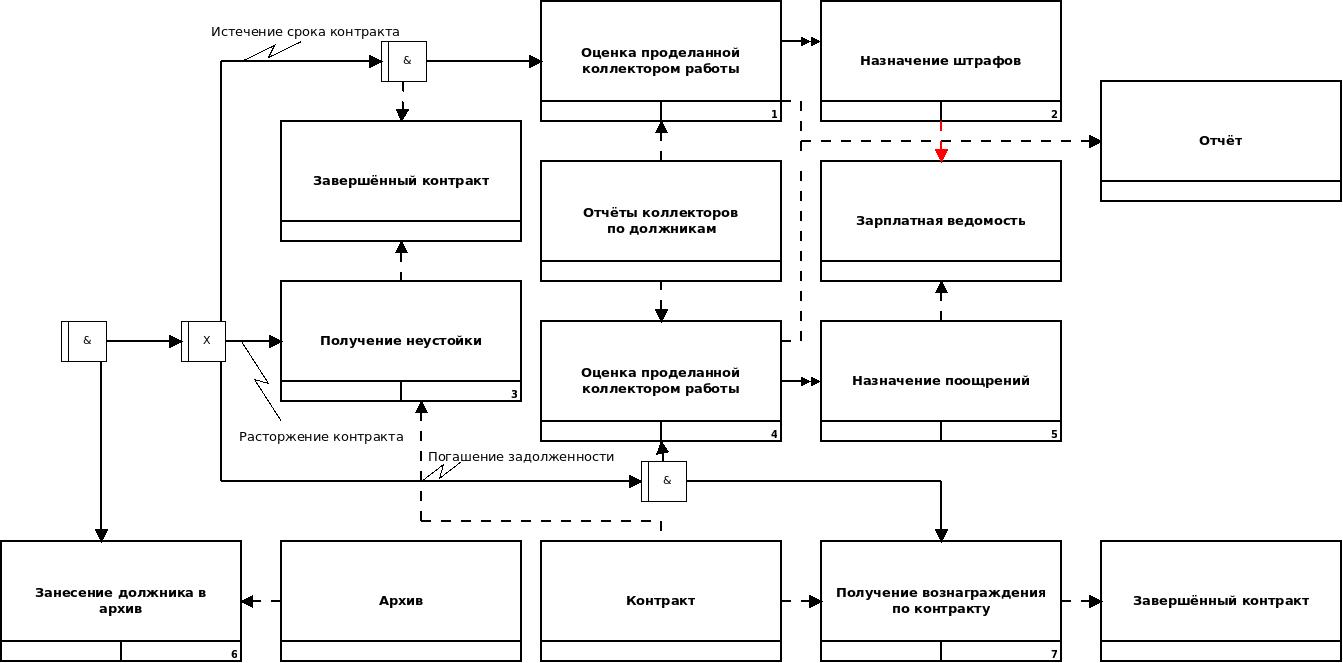 Истечение срока контракта
&
Оценка проделанной
коллектором работы
1
Назначение штрафов
2
Отчёт
Завершённый контракт
Отчёты коллекторов
по должникам
Зарплатная ведомость
&
X
Получение неустойки
3
Расторжение контракта
Оценка проделанной
коллектором работы
4
Назначение поощрений
5
Погашение задолженности
&
Занесение должника в
архив
6
Архив
Контракт
Получение вознаграждения
по контракту
7
Завершённый контракт